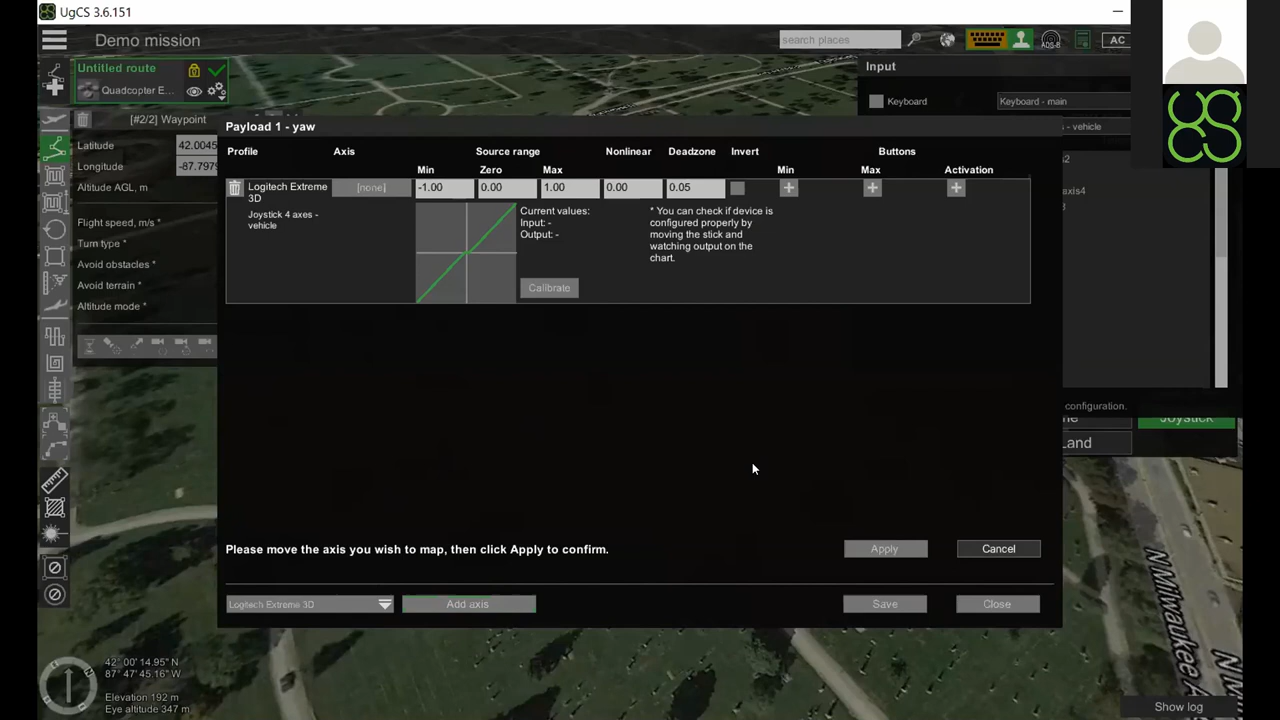 UgCS 3.6.151
Demo mission
search places
ADS-B
AC
Untitled route
Quadcopter E...
Input
Keyboard
Keyboard - main
[#2/2] Waypoint
s - vehicle
Latitude
42.0045
Longitude
-87.797
Altitude AGL, m
Flight speed, m/s *
Turn type *
Avoid obstacles *
Avoid terrain *
Altitude mode *
axis4
configuration.
Joystick
Land
Payload 1 - yaw
Profile
Axis
Source range
Nonlinear
Deadzone
Invert
Buttons
Min
Zero
Max
Min
Max
Activation
Logitech Extreme 3D
[none]
-1.00
0.00
1.00
0.00
0.05
Joystick 4 axes - vehicle
Current values:
Input: -
Output: -
* You can check if device is
configured properly by
moving the stick and
watching output on the
chart.
Calibrate
Please move the axis you wish to map, then click Apply to confirm.
Apply
Cancel
Logitech Extreme 3D
Add axis
Save
Close
42° 00' 14.95" N
87° 47' 45.16" W
Elevation 192 m
Eye altitude 347 m
N Milwaukee A
Show log